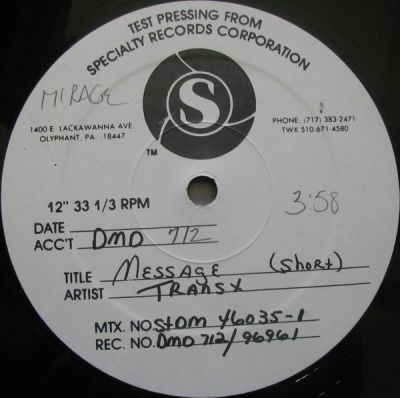 TEST PRESSING FROM
SPECIALTY RECORDS CORPORATION
MIRAGE
S
TM
1400 E LACKAWANNA AVE
OLYPHANT, PA. 18447
PHONE: (717) 383-2471
TWX 510-671-4580
12" 33 1/3 RPM
3:58
DATE
ACC'T DMD 712
TITLE MESSAGE (Short)
ARTIST TRANSX
MTX. NO. StDM 46035-1
REC. NO. DMD 712/96961